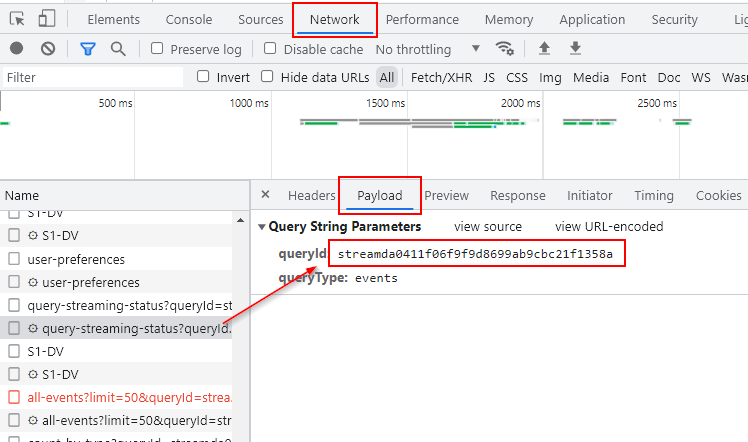 Elements Console Sources Network Performance Memory Application Security Li
Preserve log Disable cache No throttling
Filter Invert Hide data URLs All Fetch/XHR JS CSS Img Media Font Doc WS Wasm
500 ms 1000 ms 1500 ms 2000 ms 2500 ms
Name
× Headers Payload Preview Response Initiator Timing Cookies
S1-DV
S1-DV
user-preferences
user-preferences
query-streaming-status?queryId=st
query-streaming-status?queryId.
S1-DV
S1-DV
all-events?limit=50&queryId=strea.
all-events?limit=50&queryId=strea
Query String Parameters view source view URL-encoded
queryId: streamda0411f06f9f9d8699ab9cbc21f1358a
queryType: events